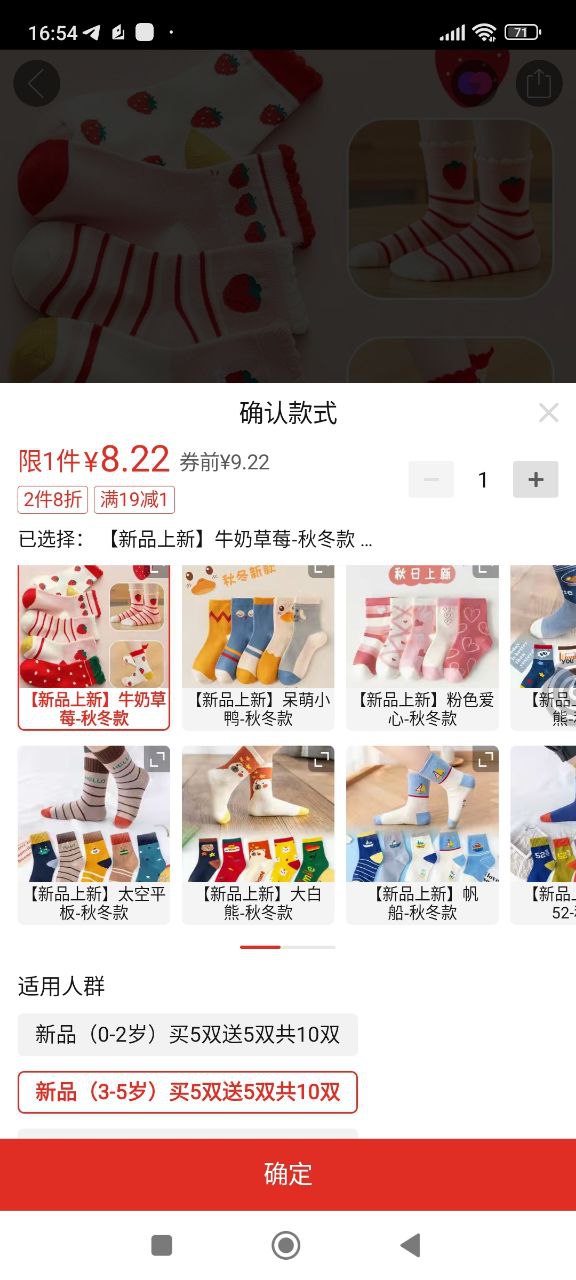 16:54
71
确认款式
限1件¥8.22 券前¥9.22
2件8折 满19减1
1
已选择： 【新品上新】牛奶草莓-秋冬款 ...
秋冬新款
秋日上新
【新品上新】牛奶草
莓-秋冬款
【新品上新】呆萌小
鸭-秋冬款
【新品上新】粉色爱
心-秋冬款
【新品
熊-
HELLO
【新品上新】太空平
板-秋冬款
【新品上新】大白
熊-秋冬款
【新品上新】帆
船-秋冬款
【新品
52-
适用人群
新品（0-2岁）买5双送5双共10双
新品（3-5岁）买5双送5双共10双
确定